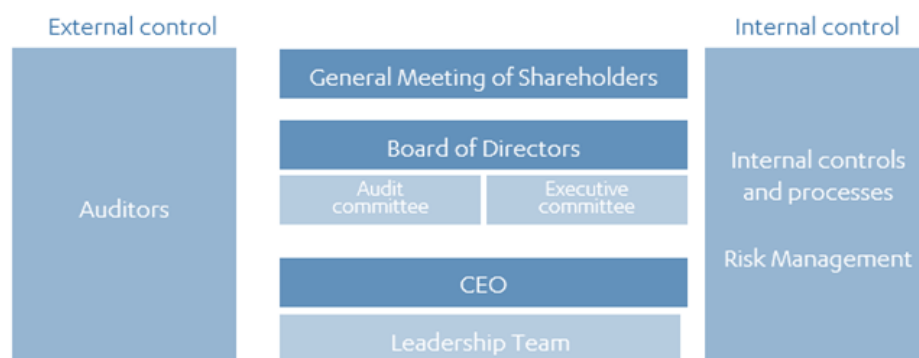 External control
Internal control
General Meeting of Shareholders
Board of Directors
Audit
committee
Executive
committee
Auditors
Internal controls
and processes
Risk Management
CEO
Leadership Team